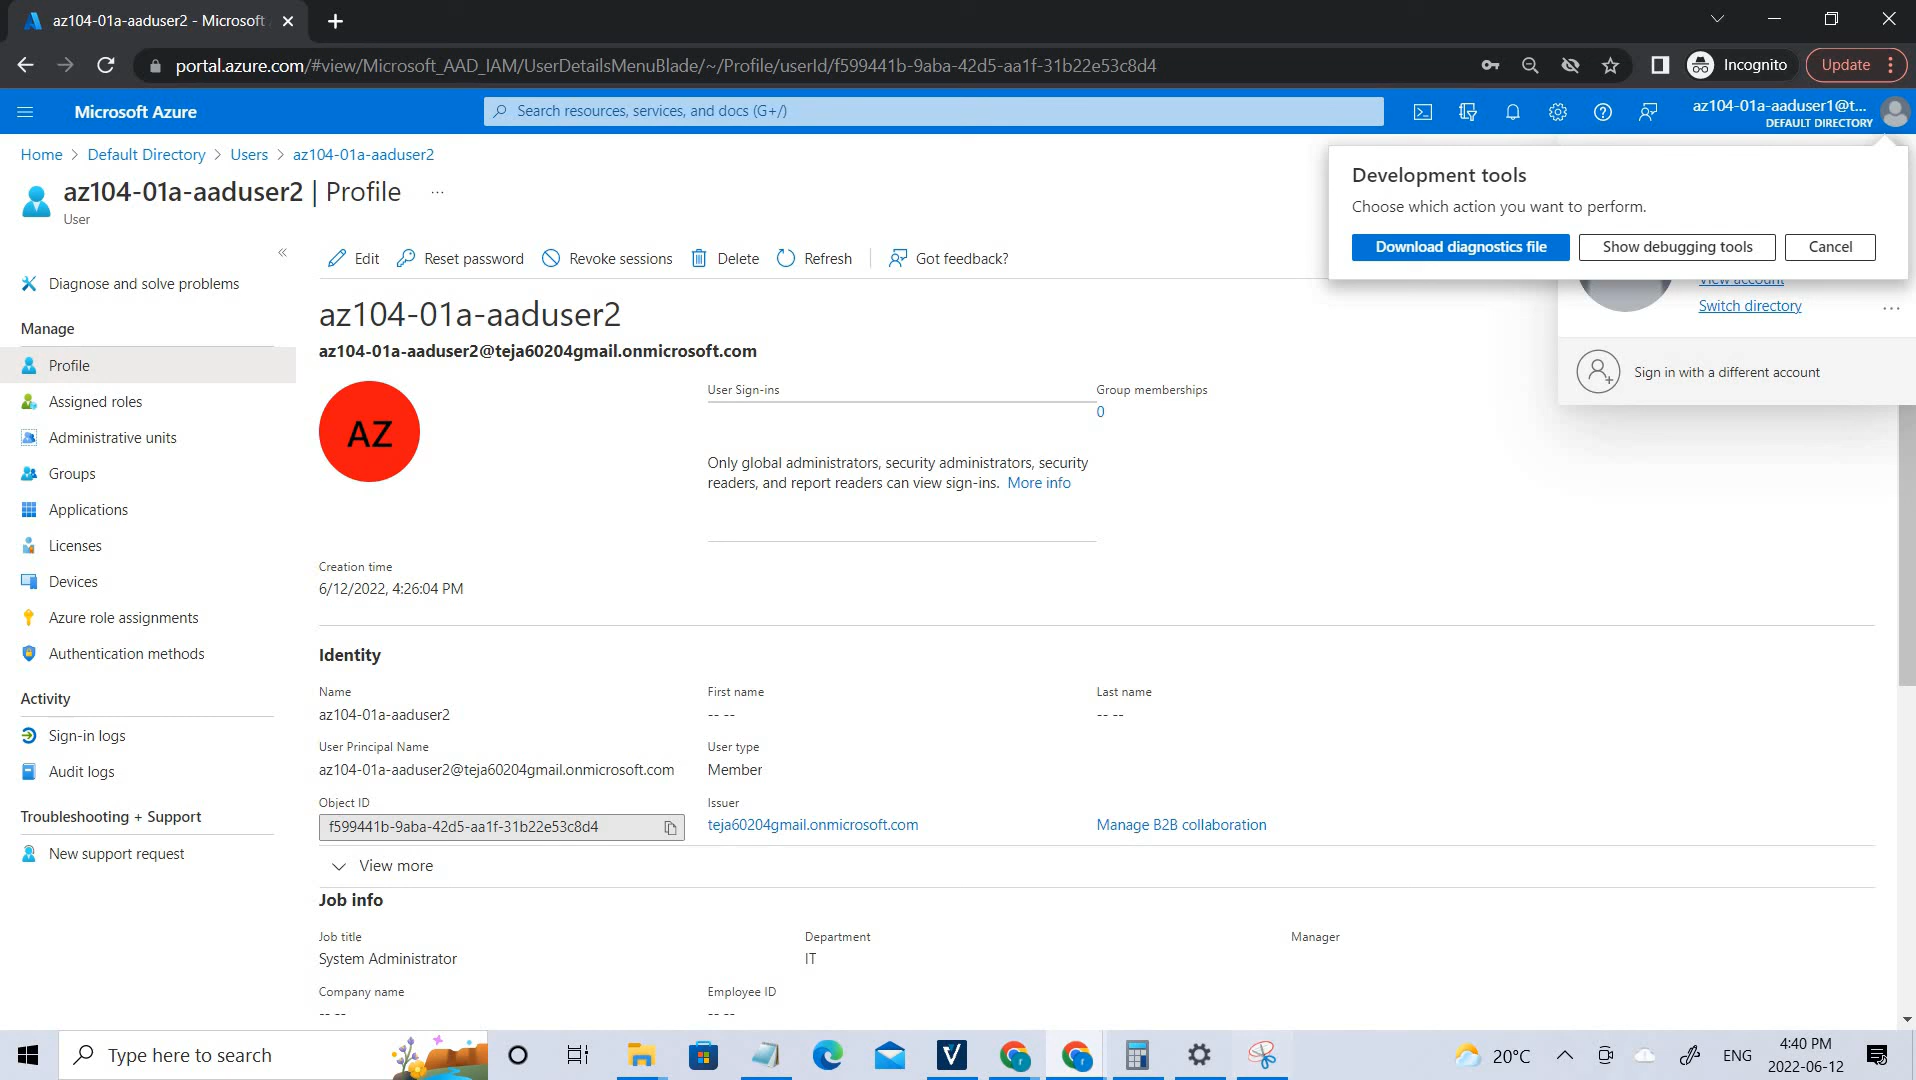 az104-01a-aaduser2 - Microsoft
portal.azure.com/#view/Microsoft_AAD_IAM/UserDetailsMenuBlade/~/Profile/userId/f599441b-9aba-42d5-aa1f-31b22e53c8d4
Incognito
Update
Microsoft Azure
Search resources, services, and docs (G+/)
az104-01a-aaduser1@t...
DEFAULT DIRECTORY
Home > Default Directory > Users > az104-01a-aaduser2
az104-01a-aaduser2 | Profile ...
User
Development tools
Choose which action you want to perform.
Download diagnostics file
Show debugging tools
Cancel
View account
Switch directory
...
Sign in with a different account
«
Diagnose and solve problems
Manage
Profile
Assigned roles
Administrative units
Groups
Applications
Licenses
Devices
Azure role assignments
Authentication methods
Activity
Sign-in logs
Audit logs
Troubleshooting + Support
New support request
Edit
Reset password
Revoke sessions
Delete
Refresh
Got feedback?
az104-01a-aaduser2
az104-01a-aaduser2@teja60204gmail.onmicrosoft.com
AZ
User Sign-ins
Group memberships
0
Only global administrators, security administrators, security
readers, and report readers can view sign-ins. More info
Creation time
6/12/2022, 4:26:04 PM
Identity
Name
az104-01a-aaduser2
First name
-- --
Last name
-- --
User Principal Name
az104-01a-aaduser2@teja60204gmail.onmicrosoft.com
User type
Member
Object ID
f599441b-9aba-42d5-aa1f-31b22e53c8d4
Issuer
teja60204gmail.onmicrosoft.com
Manage B2B collaboration
View more
Job info
Job title
System Administrator
Department
IT
Manager
Company name
-- --
Employee ID
-- --
Type here to search
20°C
ENG
4:40 PM
2022-06-12